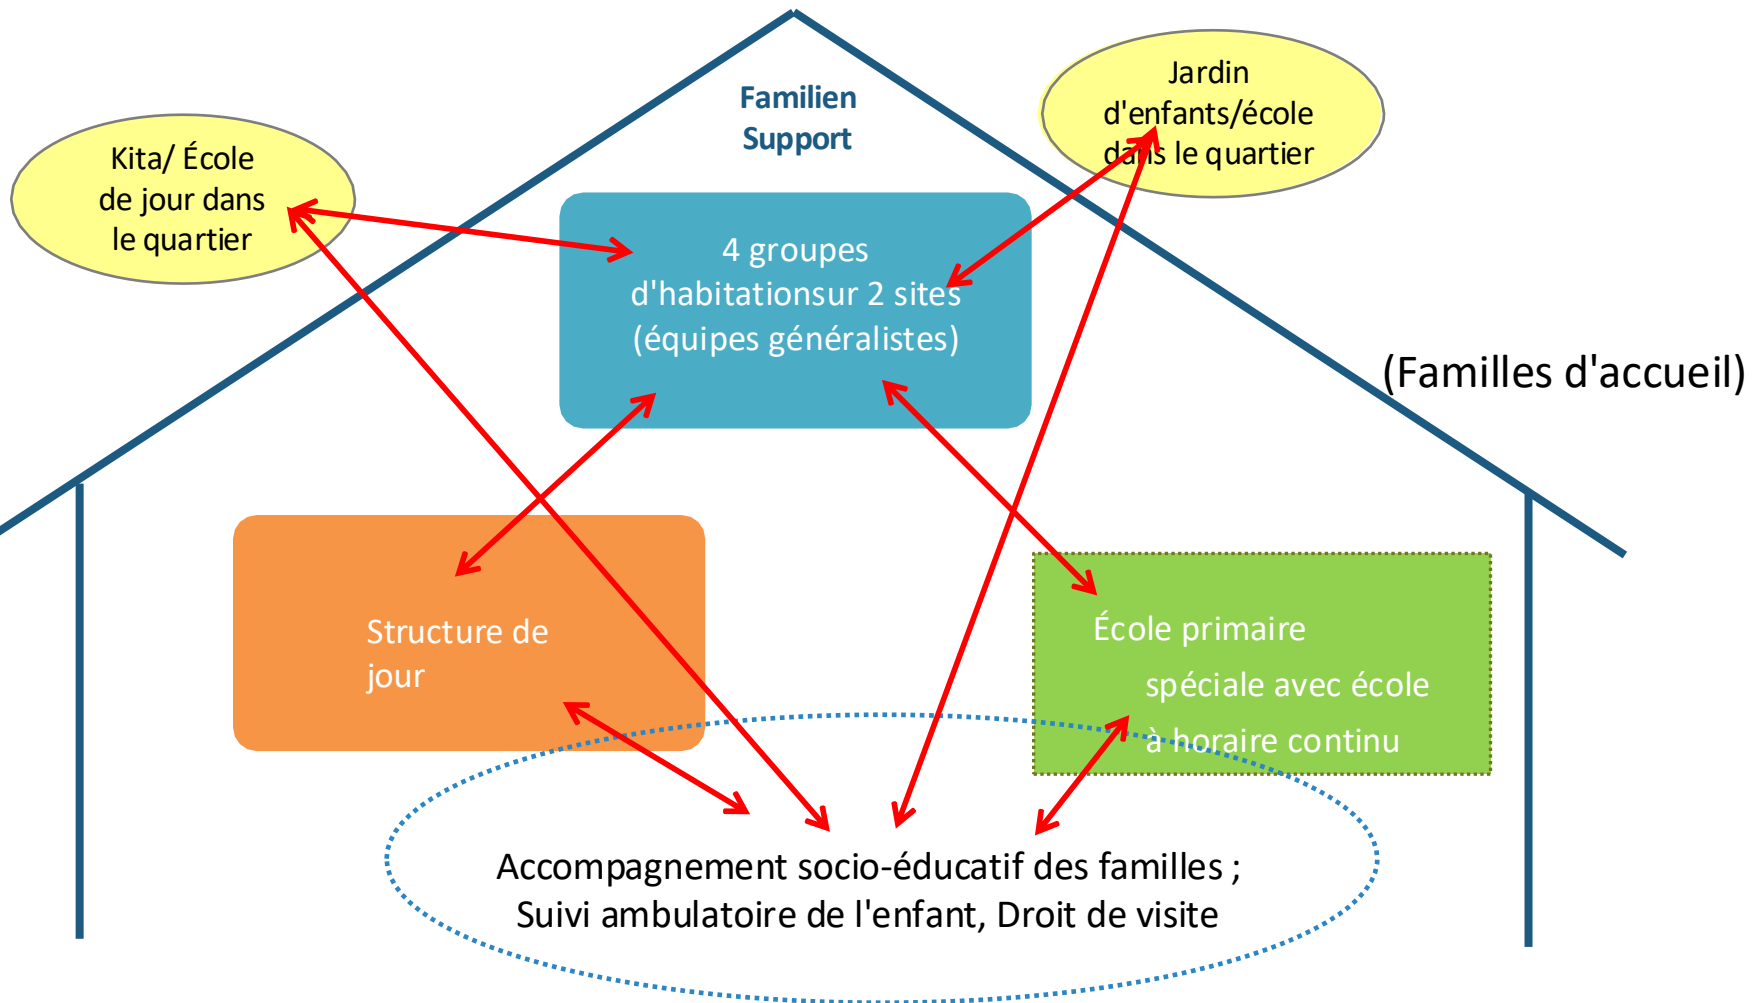 Familien
Support
Jardin
d'enfants/école
dans le quartier
Kita/ École
de jour dans
le quartier
4 groupes
d'habitationsur 2 sites
(équipes généralistes)
(Familles d'accueil)
Structure de
jour
École primaire
spéciale avec école
à horaire continu
Accompagnement socio-éducatif des familles ;
Suivi ambulatoire de l'enfant, Droit de visite